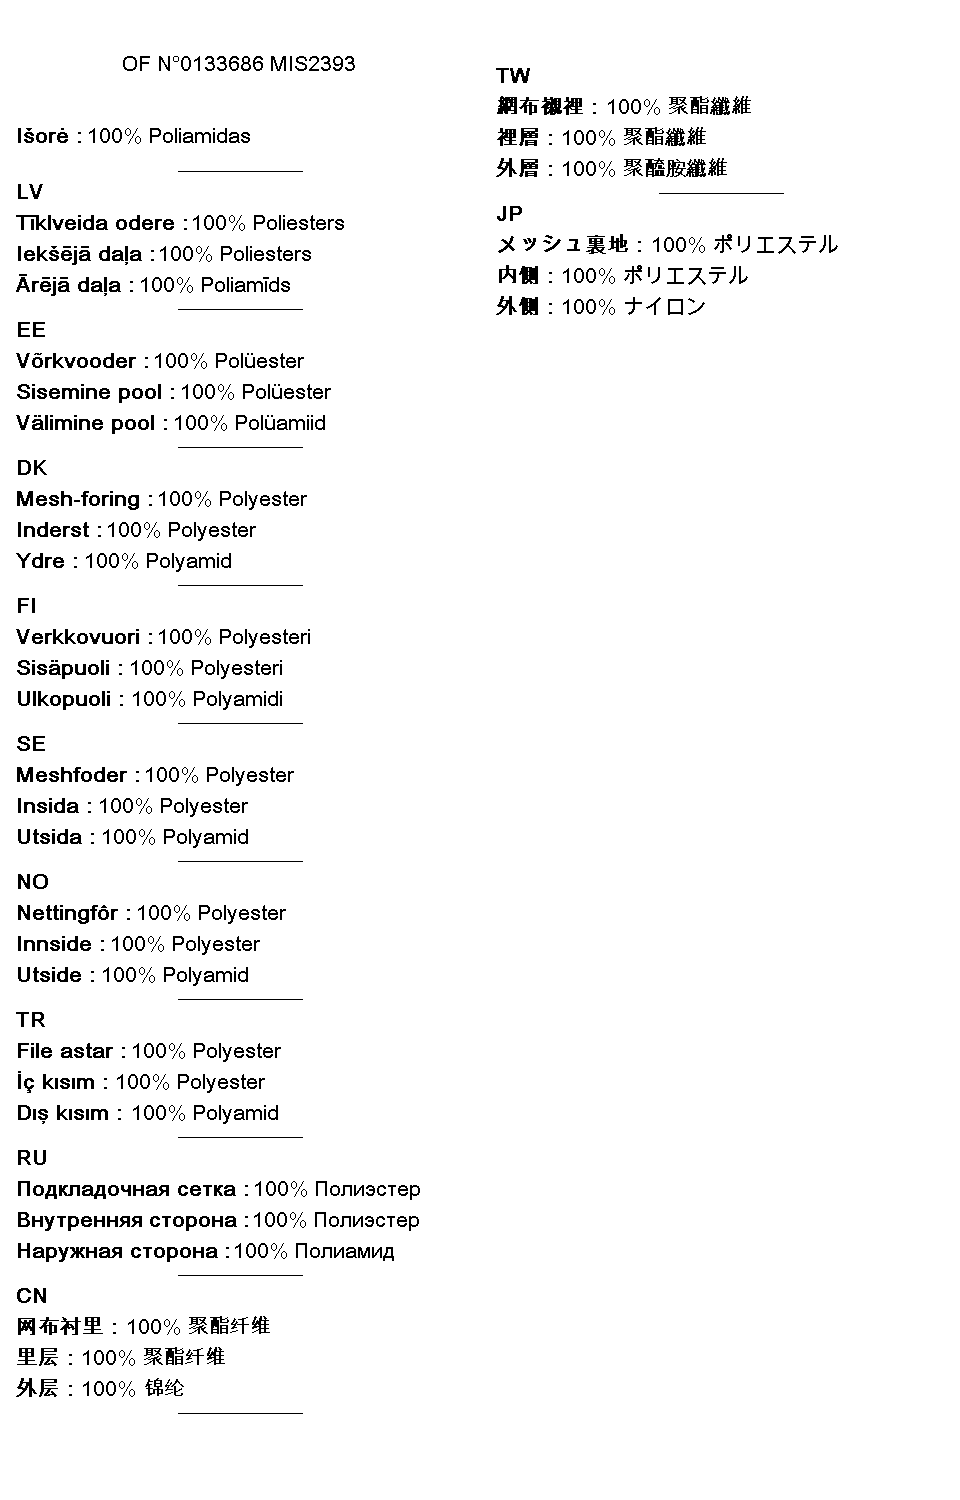 OF N°0133686 MIS2393
Išorė : 100% Poliamidas
LV
Tīklveida odere : 100% Poliesters
Iekšējā daļa : 100% Poliesters
Ārējā daļa : 100% Poliamīds
EE
Võrkvooder : 100% Polüester
Sisemine pool : 100% Polüester
Välimine pool : 100% Polüamiid
DK
Mesh-foring : 100% Polyester
Inderst : 100% Polyester
Ydre : 100% Polyamid
FI
Verkkovuori : 100% Polyesteri
Sisäpuoli : 100% Polyesteri
Ulkopuoli : 100% Polyamidi
SE
Meshfoder : 100% Polyester
Insida : 100% Polyester
Utsida : 100% Polyamid
NO
Nettingfôr : 100% Polyester
Innside : 100% Polyester
Utside : 100% Polyamid
TR
File astar : 100% Polyester
İç kısım : 100% Polyester
Dış kısım : 100% Polyamid
RU
Подкладочная сетка : 100% Полиэстер
Внутренняя сторона : 100% Полиэстер
Наружная сторона : 100% Полиамид
CN
网布衬里 : 100% 聚酯纤维
里层 : 100% 聚酯纤维
外层 : 100% 锦纶
TW
網布襯裡 : 100% 聚酯纖維
裡層 : 100% 聚酯纖維
外層 : 100% 聚醯胺纖維
JP
メッシュ裏地 : 100% ポリエステル
内側 : 100% ポリエステル
外側 : 100% ナイロン